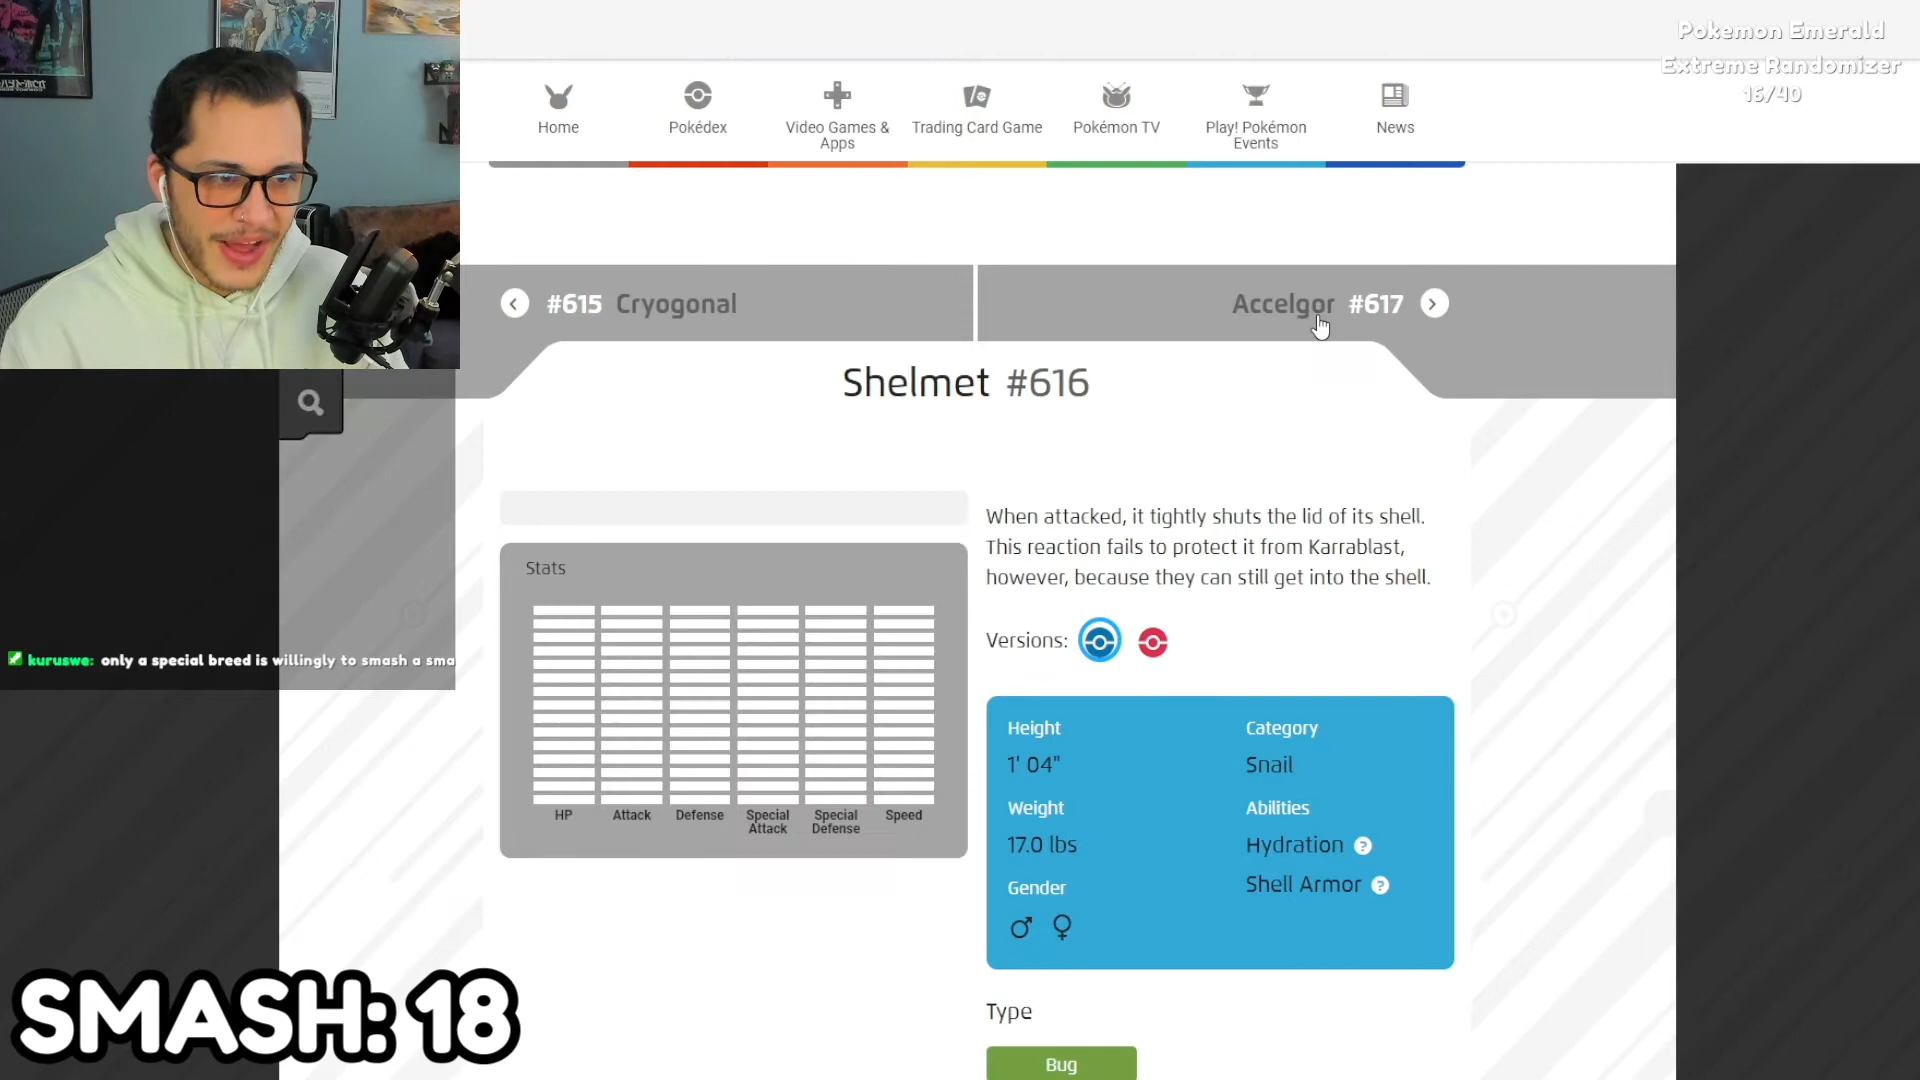 Pokemon Emerald
Extreme Randomizer
16/40
Home
Pokédex
Video Games &
Apps
Trading Card Game
Pokémon TV
Play! Pokémon
Events
News
#615 Cryogonal
Accelgor #617
Shelmet #616
When attacked, it tightly shuts the lid of its shell.
This reaction fails to protect it from Karrablast,
however, because they can still get into the shell.
Versions:
Stats
HP
Attack
Defense
Special
Attack
Special
Defense
Speed
Height
1' 04"
Weight
17.0 lbs
Gender
Category
Snail
Abilities
Hydration ?
Shell Armor ?
Type
Bug
kuruswe: only a special breed is willingly to smash a sma
SMASH: 18